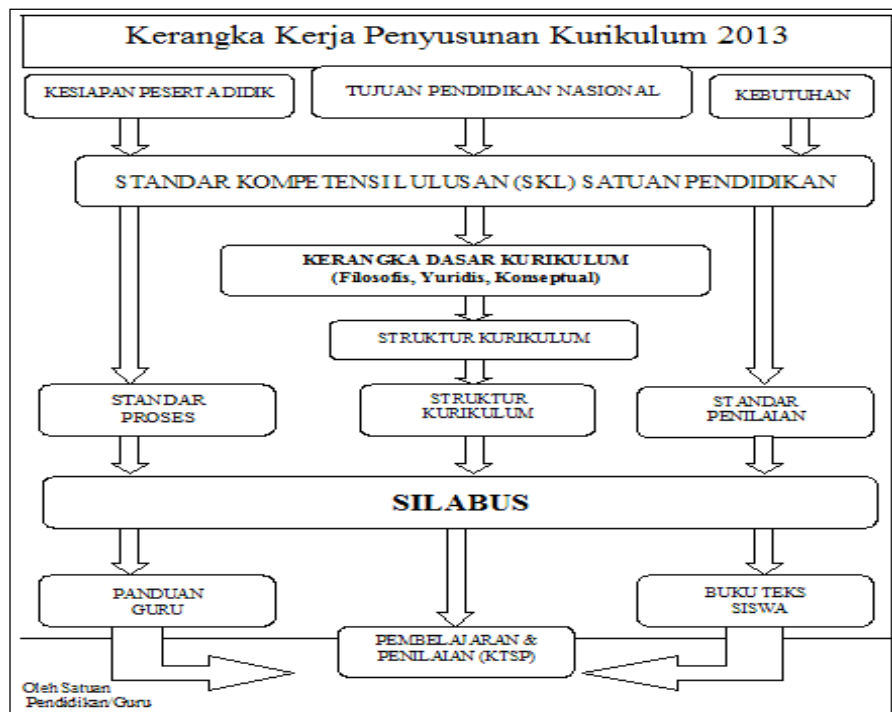 Kerangka Kerja Penyusunan Kurikulum 2013
KESIAPAN PESERTA DIDIK
TUJUAN PENDIDIKAN NASIONAL
KEBUTUHAN
STANDAR KOMPETENSI LULUSAN (SKL) SATUAN PENDIDIKAN
KERANGKA DASAR KURIKULUM
(Filosofis, Yuridis, Konseptual)
STRUKTUR KURIKULUM
STANDAR
PROSES
STRUKTUR
KURIKULUM
STANDAR
PENILAIAN
SILABUS
PANDUAN
GURU
BUKU TEKS
SISWA
PEMBELAJARAN &
PENILAIAN (KTSP)
Oleh Satuan
Pendidikan/Guru